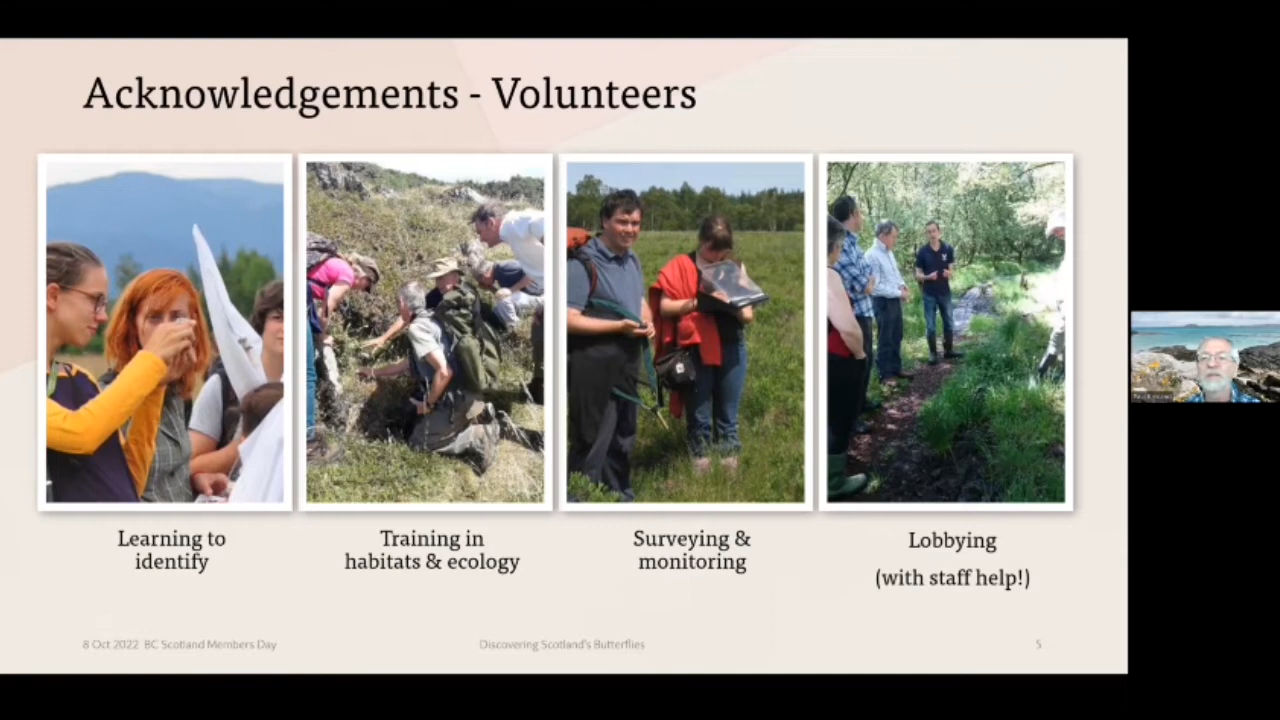 Acknowledgements - Volunteers
Learning to
identify
Training in
habitats & ecology
Surveying &
monitoring
Lobbying
(with staff help!)
8 Oct 2022 BC Scotland Members Day
Discovering Scotland's Butterflies
5